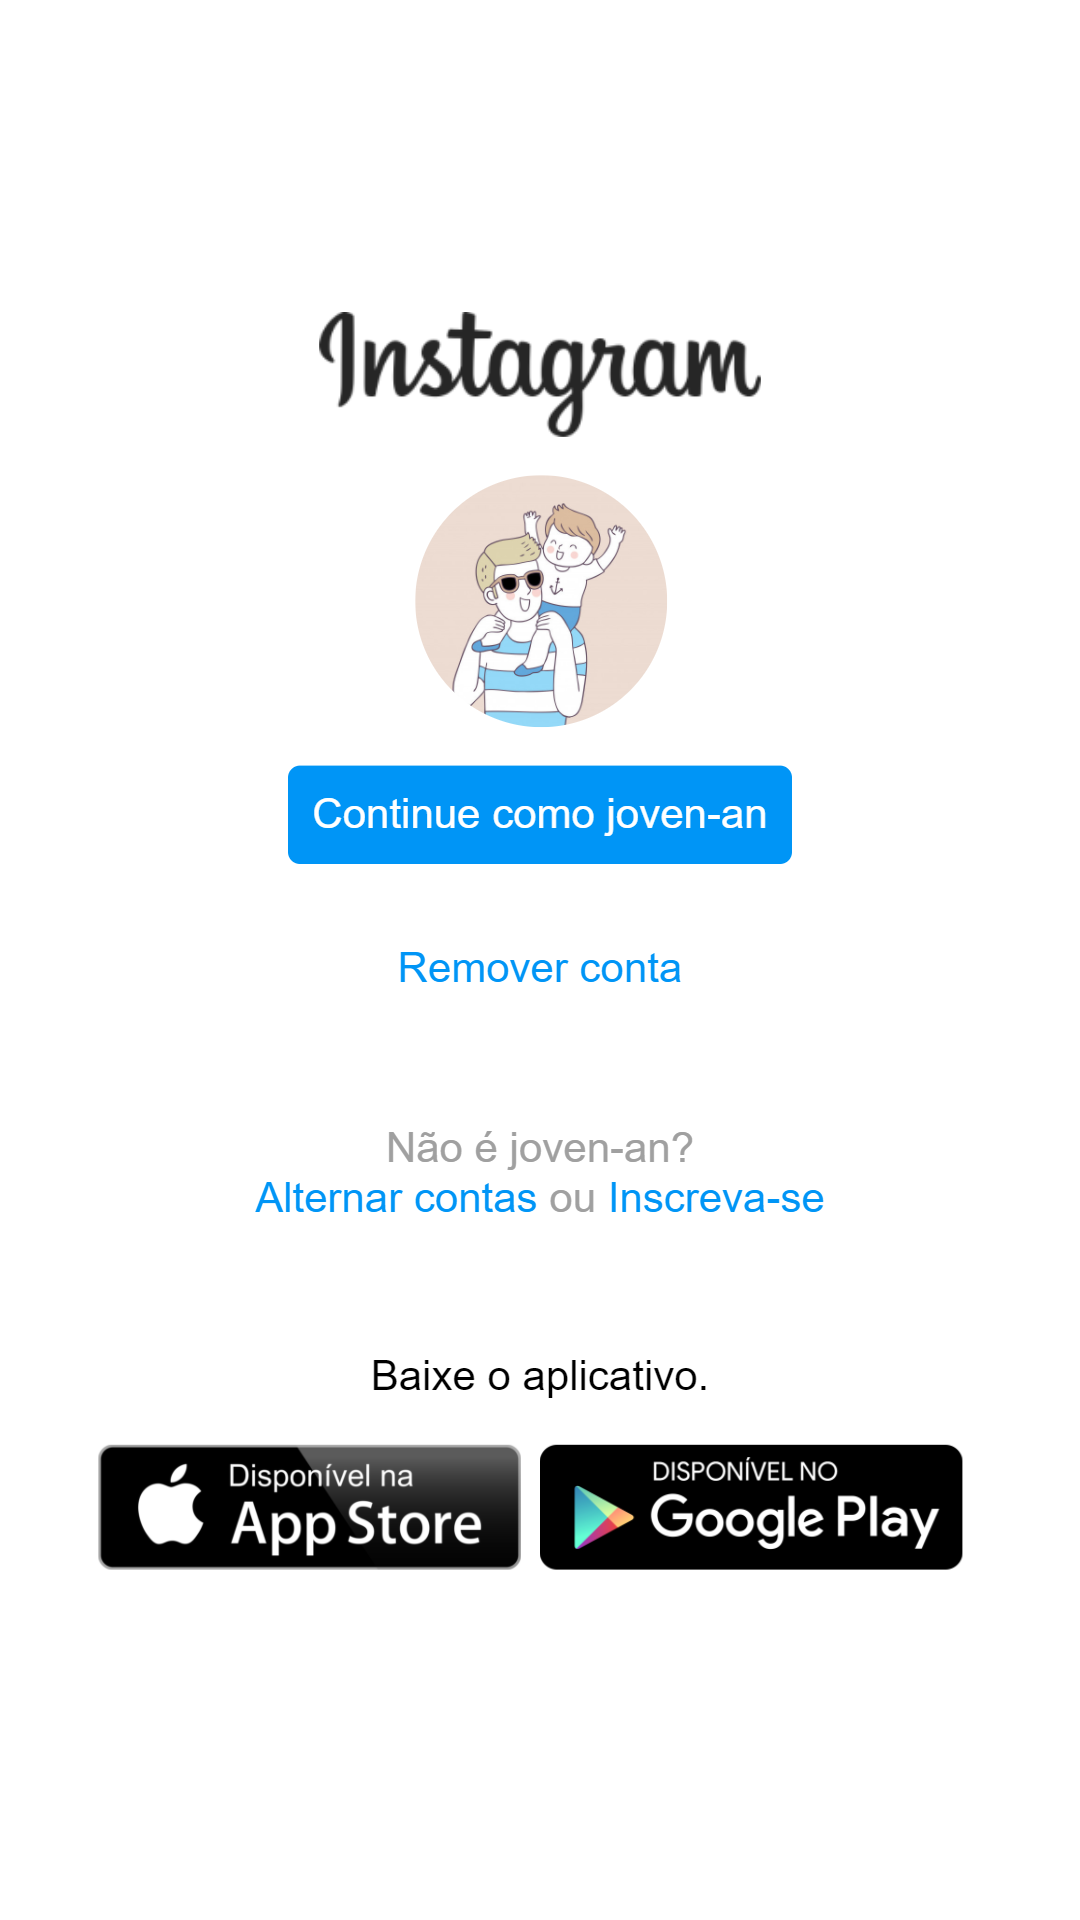 Instagram
Continue como joven-an
Remover conta
Não é joven-an?
Alternar contas ou Inscreva-se
Baixe o aplicativo.
Disponível na
App Store
DISPONÍVEL NO
Google Play